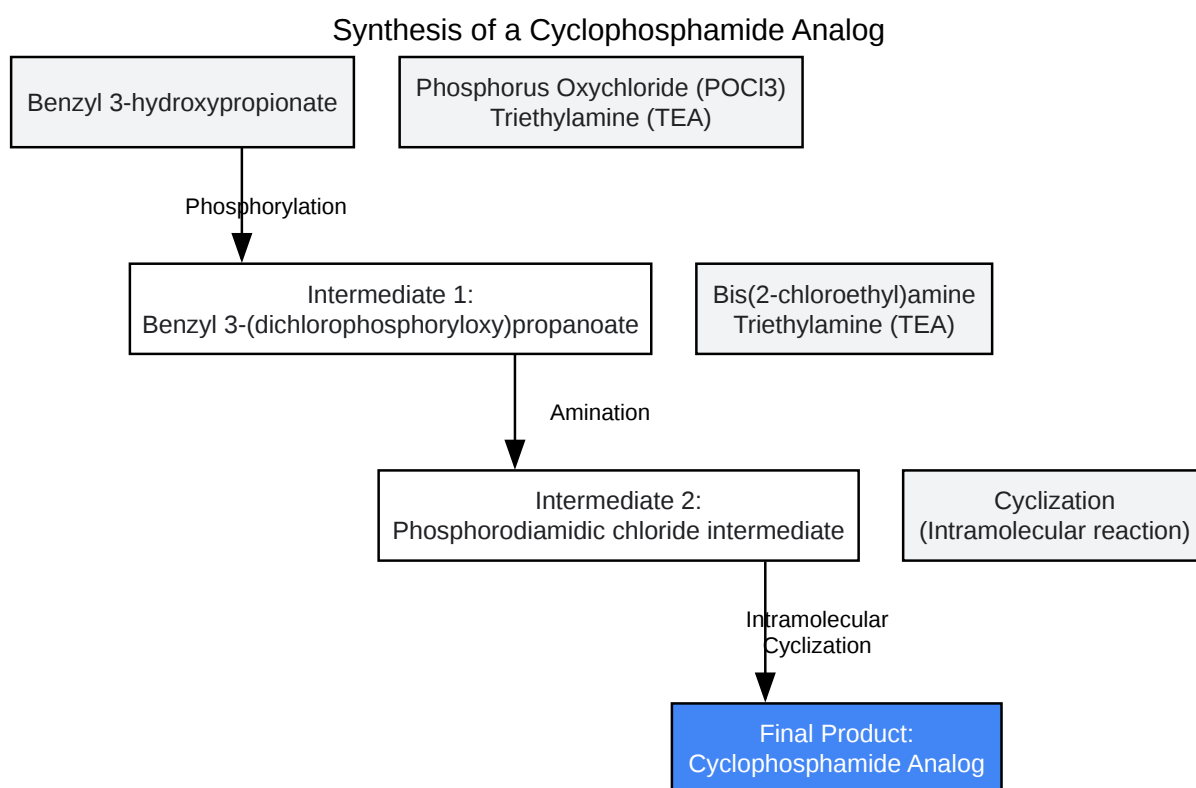 Synthesis of a Cyclophosphamide Analog
Benzyl 3-hydroxypropionate
Phosphorus Oxychloride (POCl3)
Triethylamine (TEA)
Phosphorylation
Intermediate 1:
Benzyl 3-(dichlorophosphoryloxy)propanoate
Bis(2-chloroethyl)amine
Triethylamine (TEA)
Amination
Intermediate 2:
Phosphorodiamidic chloride intermediate
Cyclization
(Intramolecular reaction)
Intramolecular
Cyclization
Final Product:
Cyclophosphamide Analog